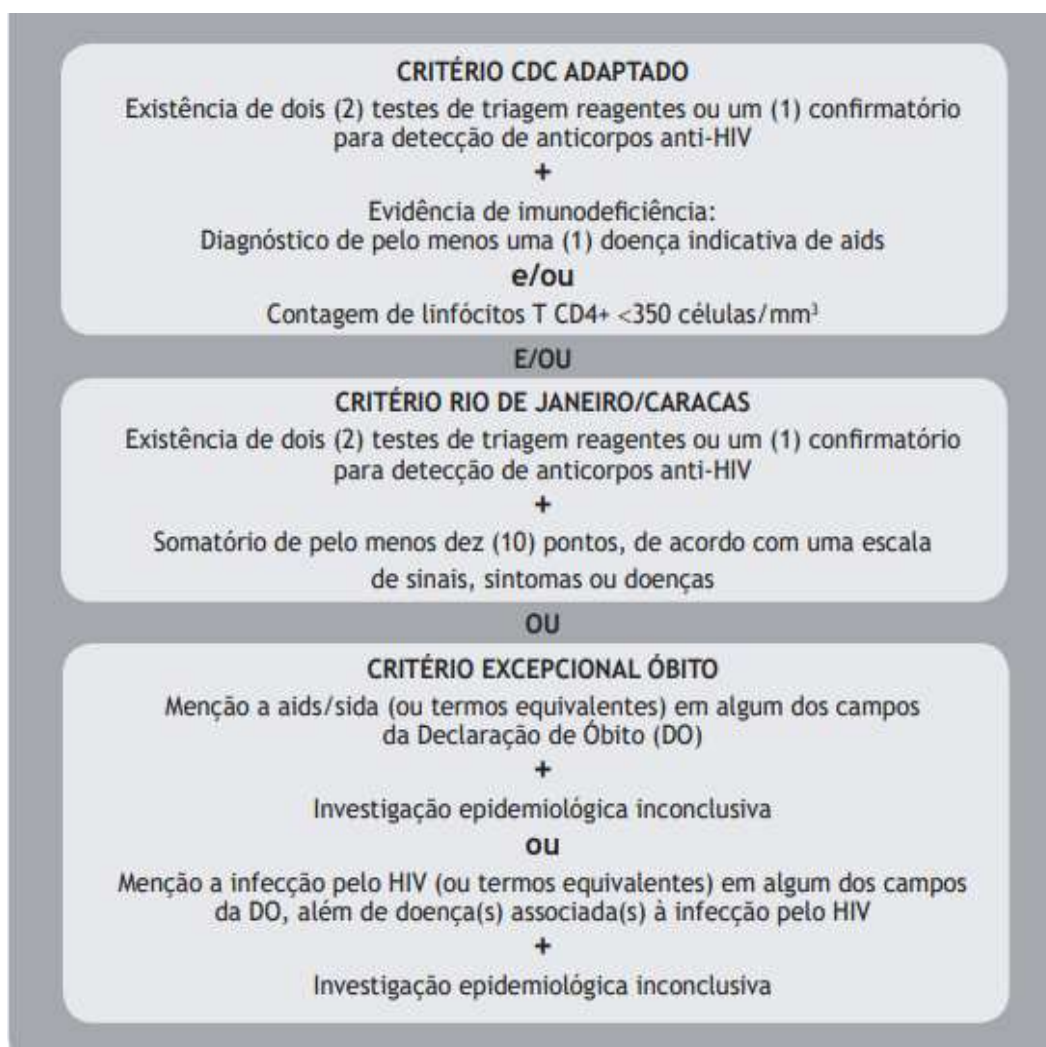 CRITÉRIO CDC ADAPTADO
Existência de dois (2) testes de triagem reagentes ou um (1) confirmatório
para detecção de anticorpos anti-HIV
+
Evidência de imunodeficiência:
Diagnóstico de pelo menos uma (1) doença indicativa de aids
e/ou
Contagem de linfócitos T CD4+ <350 células/mm³
E/OU
CRITÉRIO RIO DE JANEIRO/CARACAS
Existência de dois (2) testes de triagem reagentes ou um (1) confirmatório
para detecção de anticorpos anti-HIV
+
Somatório de pelo menos dez (10) pontos, de acordo com uma escala
de sinais, sintomas ou doenças
OU
CRITÉRIO EXCEPCIONAL ÓBITO
Menção a aids/sida (ou termos equivalentes) em algum dos campos
da Declaração de Óbito (DO)
+
Investigação epidemiológica inconclusiva
ou
Menção a infecção pelo HIV (ou termos equivalentes) em algum dos campos
da DO, além de doença(s) associada(s) à infecção pelo HIV
+
Investigação epidemiológica inconclusiva